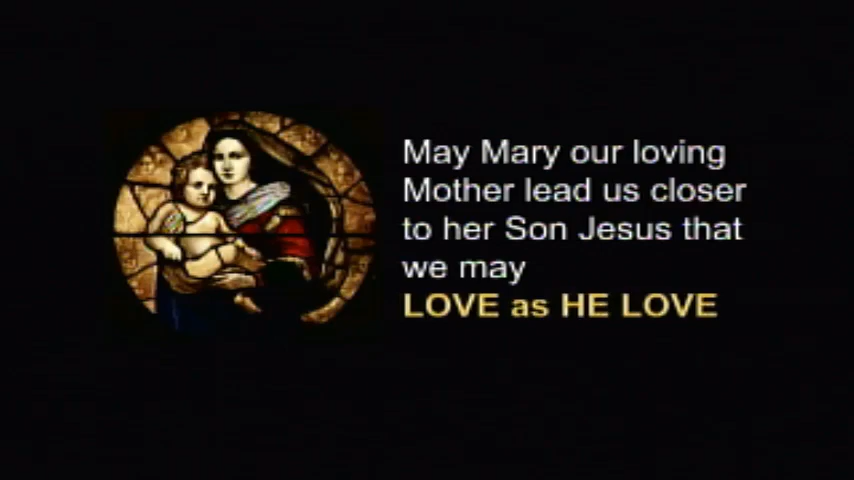 May Mary our loving
Mother lead us closer
to her Son Jesus that
we may
LOVE as HE LOVE